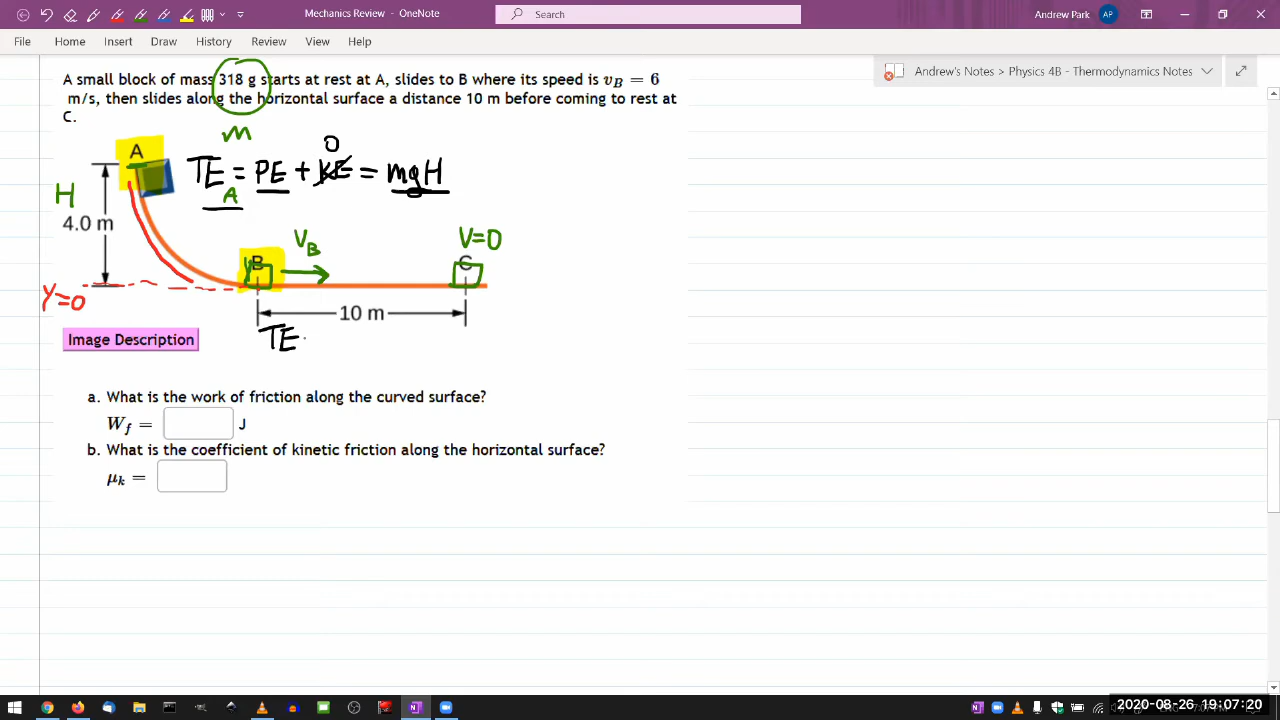 Mechanics Review - OneNote
Search
Andrew Park
AP
File Home Insert Draw History Review View Help
Andrew's Notes > Physics 4B - Thermodynamics Notes
A small block of mass 318 g starts at rest at A, slides to B where its speed is v_B = 6
m/s, then slides along the horizontal surface a distance 10 m before coming to rest at
C.
m
0
A
TE_A = PE + KE = mgH
H
4.0 m
V_B
V=0
B
C
Y=0
10 m
TE
Image Description
a. What is the work of friction along the curved surface?
W_f = J
b. What is the coefficient of kinetic friction along the horizontal surface?
μ_k =
2020-08-26 19:07:20